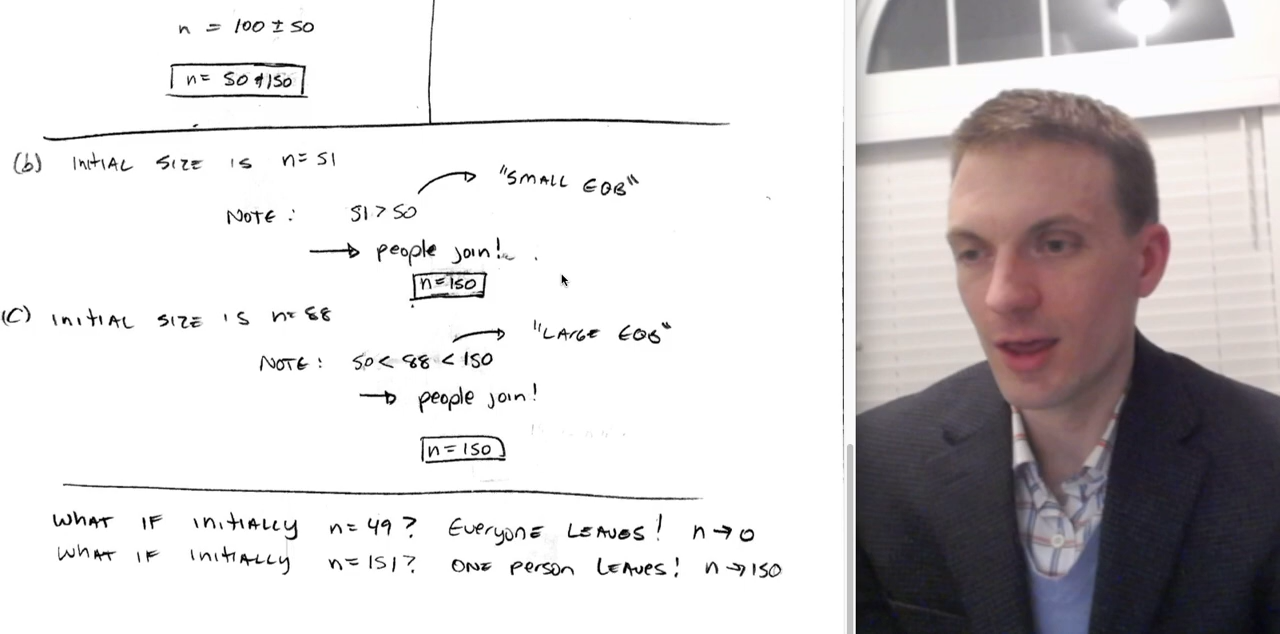 n = 100 ± 50
n = 50 & 150
(b) INITIAL SIZE IS n = 51
"SMALL EQB"
NOTE: 51 > 50
→ people join!
n = 150
(C) INITIAL SIZE IS n = 88
"LARGE EQB"
NOTE: 50 < 88 < 150
→ people join!
n = 150
WHAT IF INITIALLY n = 49? EVERYONE LEAVES! n → 0
WHAT IF INITIALLY n = 151? ONE PERSON LEAVES! n → 150